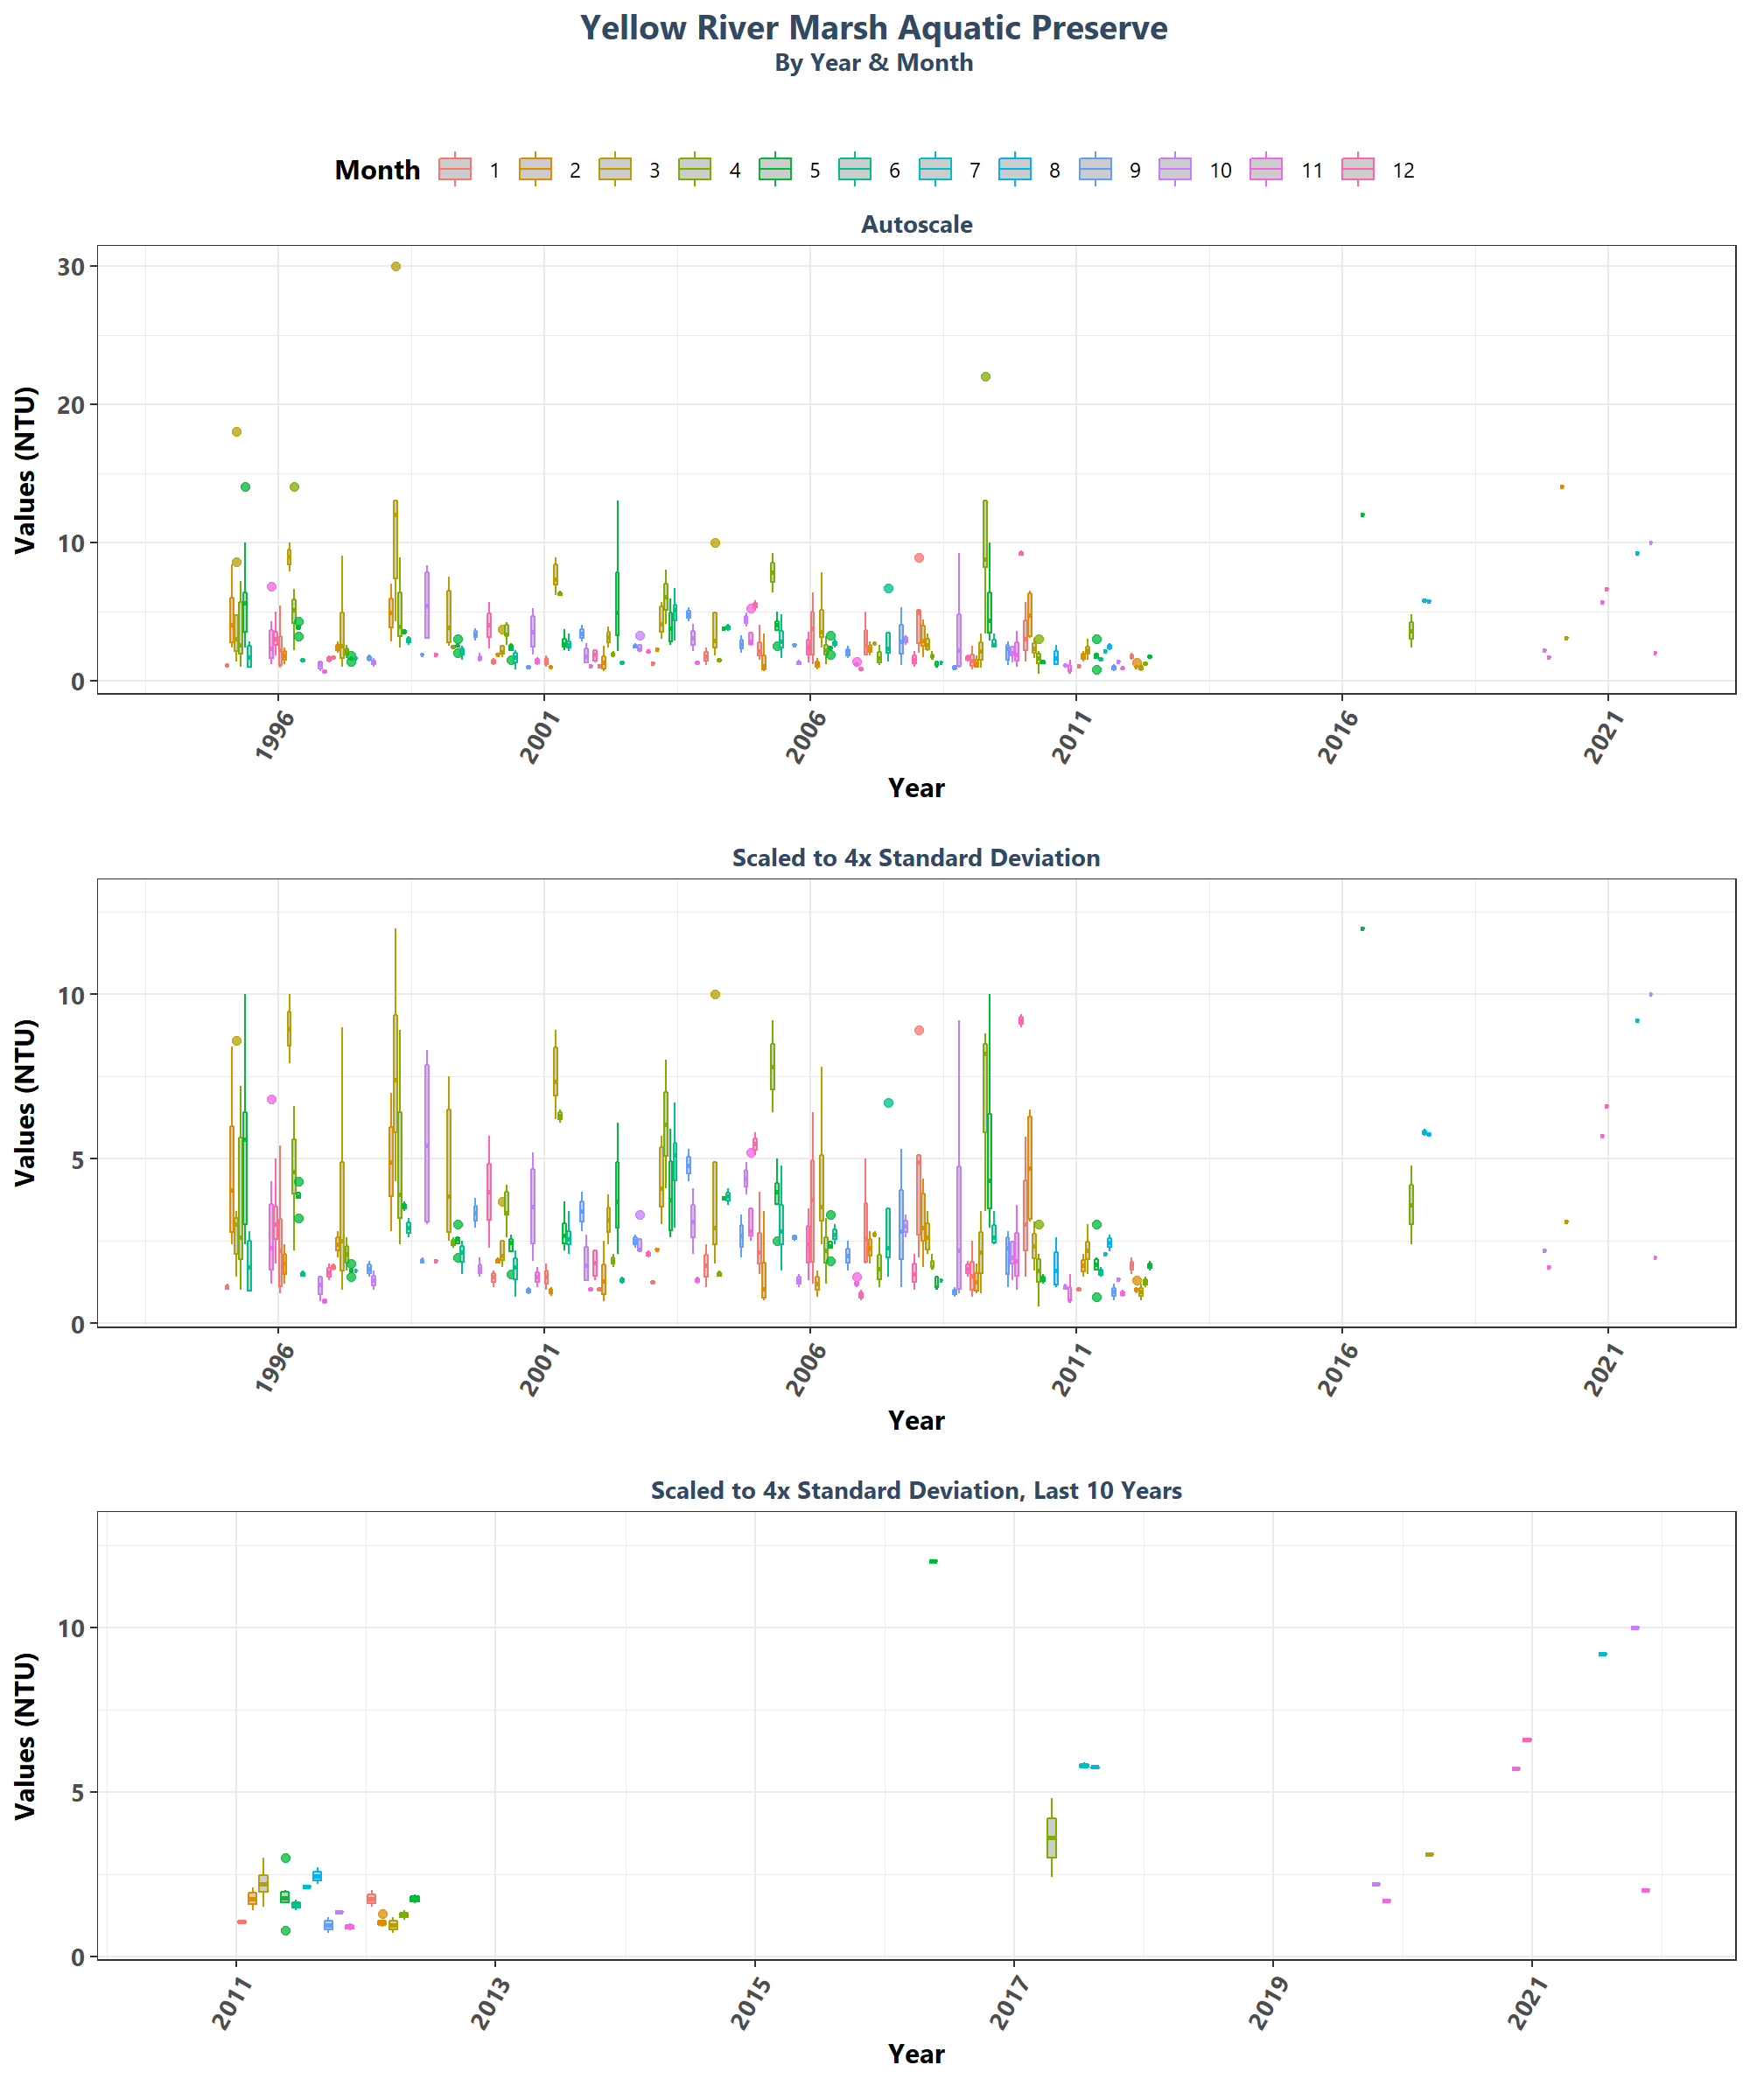 Yellow River Marsh Aquatic Preserve
By Year & Month
Month 1 2 3 4 5 6 7 8 9 10 11 12
Autoscale
Values (NTU)
30
20
10
0
1996 2001 2006 2011 2016 2021
Year
Scaled to 4x Standard Deviation
Values (NTU)
10
5
0
1996 2001 2006 2011 2016 2021
Year
Scaled to 4x Standard Deviation, Last 10 Years
Values (NTU)
10
5
0
2011 2013 2015 2017 2019 2021
Year